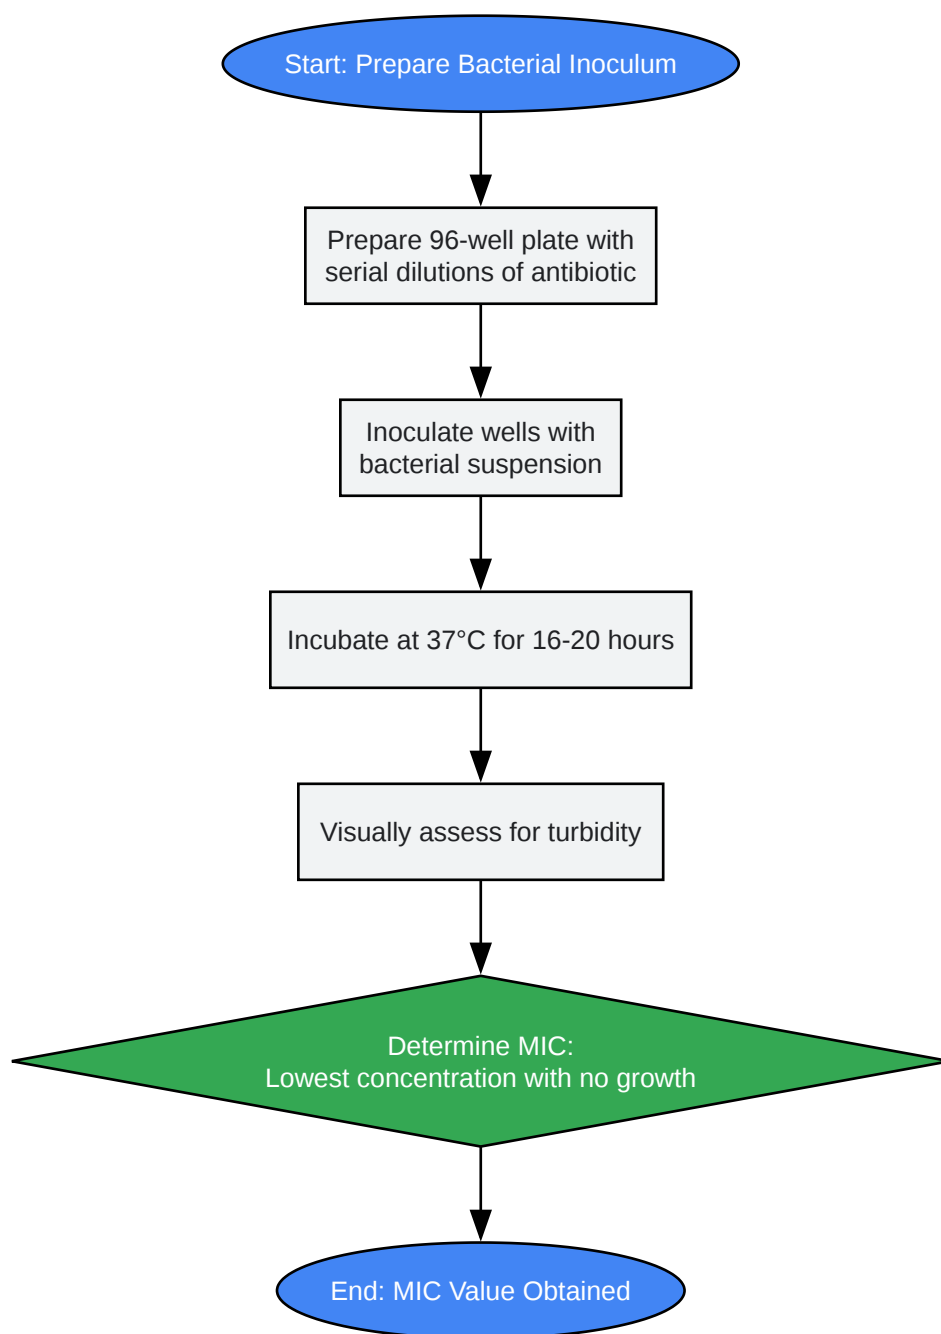 Start: Prepare Bacterial Inoculum
Prepare 96-well plate with
serial dilutions of antibiotic
Inoculate wells with
bacterial suspension
Incubate at 37°C for 16-20 hours
Visually assess for turbidity
Determine MIC:
Lowest concentration with no growth
End: MIC Value Obtained